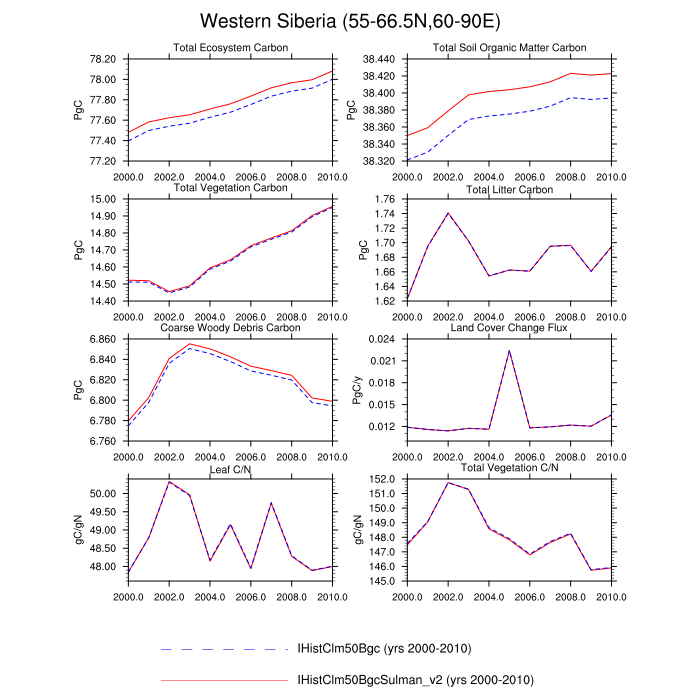 Western Siberia (55-66.5N,60-90E)
Total Ecosystem Carbon
PgC
78.20
78.00
77.80
77.60
77.40
77.20
2000.0 2002.0 2004.0 2006.0 2008.0 2010.0
Total Soil Organic Matter Carbon
PgC
38.440
38.420
38.400
38.380
38.360
38.340
38.320
2000.0 2002.0 2004.0 2006.0 2008.0 2010.0
Total Vegetation Carbon
PgC
15.00
14.90
14.80
14.70
14.60
14.50
14.40
2000.0 2002.0 2004.0 2006.0 2008.0 2010.0
Total Litter Carbon
PgC
1.76
1.74
1.72
1.70
1.68
1.66
1.64
1.62
2000.0 2002.0 2004.0 2006.0 2008.0 2010.0
Coarse Woody Debris Carbon
PgC
6.860
6.840
6.820
6.800
6.780
6.760
2000.0 2002.0 2004.0 2006.0 2008.0 2010.0
Land Cover Change Flux
PgC/y
0.024
0.021
0.018
0.015
0.012
2000.0 2002.0 2004.0 2006.0 2008.0 2010.0
Leaf C/N
gC/gN
50.00
49.50
49.00
48.50
48.00
2000.0 2002.0 2004.0 2006.0 2008.0 2010.0
Total Vegetation C/N
gC/gN
152.0
151.0
150.0
149.0
148.0
147.0
146.0
145.0
2000.0 2002.0 2004.0 2006.0 2008.0 2010.0
IHistClm50Bgc (yrs 2000-2010)
IHistClm50BgcSulman_v2 (yrs 2000-2010)